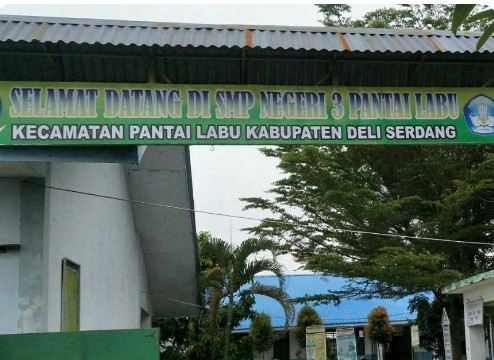 SELAMAT DATANG DI SMP NEGERI 3 PANTAI LABU
KECAMATAN PANTAI LABU KABUPATEN DELI SERDANG